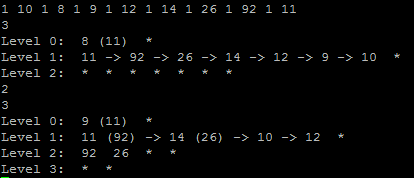 1 10 1 8 1 9 1 12 1 14 1 26 1 92 1 11
3
Level 0:  8 (11)  *
Level 1:  11 -> 92 -> 26 -> 14 -> 12 -> 9 -> 10  *
Level 2:  *  *  *  *  *  *  *
2
3
Level 0:  9 (11)  *
Level 1:  11 (92) -> 14 (26) -> 10 -> 12  *
Level 2:  92  26  *  *
Level 3:  *  *